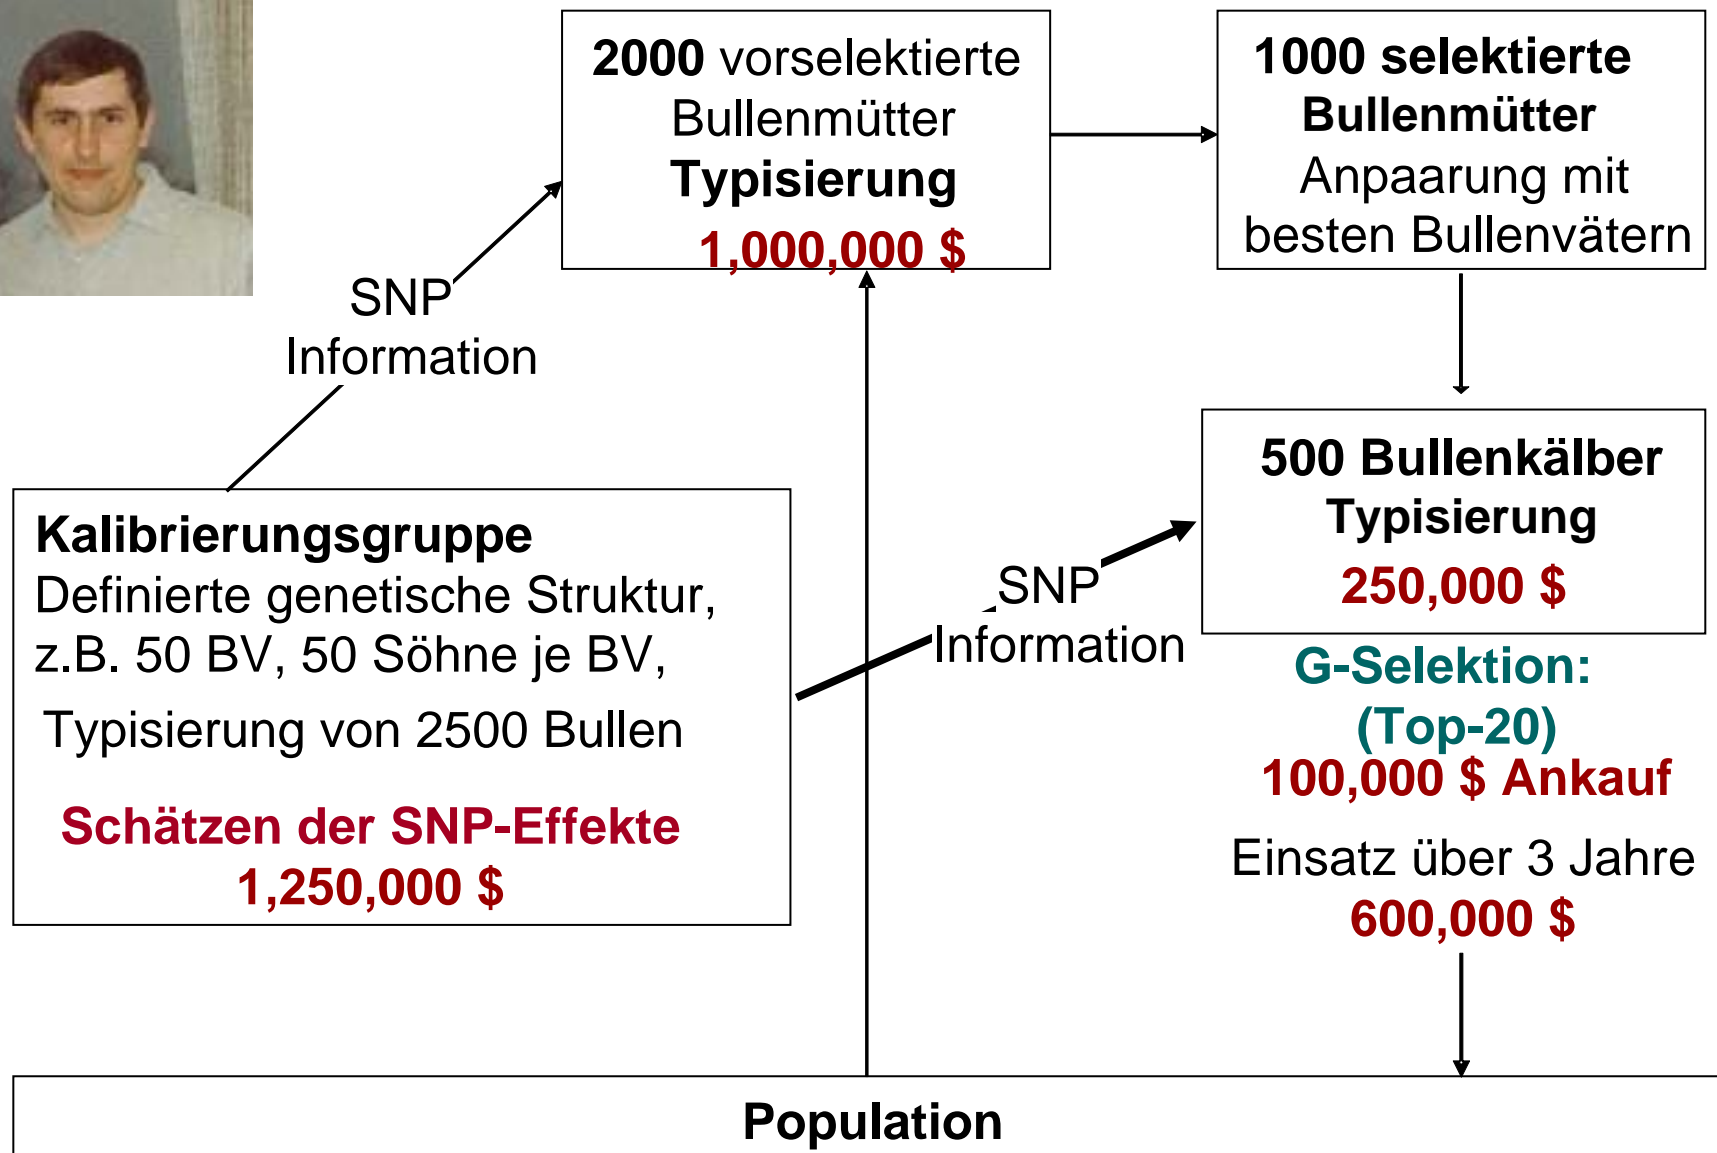 2000 vorselektierte
Bullenmütter
Typisierung
1,000,000 $
1000 selektierte
Bullenmütter
Anpaarung mit
besten Bullenvätern
SNP
Information
500 Bullenkälber
Typisierung
250,000 $
Kalibrierungsgruppe
Definierte genetische Struktur,
z.B. 50 BV, 50 Söhne je BV,
Typisierung von 2500 Bullen
Schätzen der SNP-Effekte
1,250,000 $
SNP
Information
G-Selektion:
(Top-20)
100,000 $ Ankauf
Einsatz über 3 Jahre
600,000 $
Population